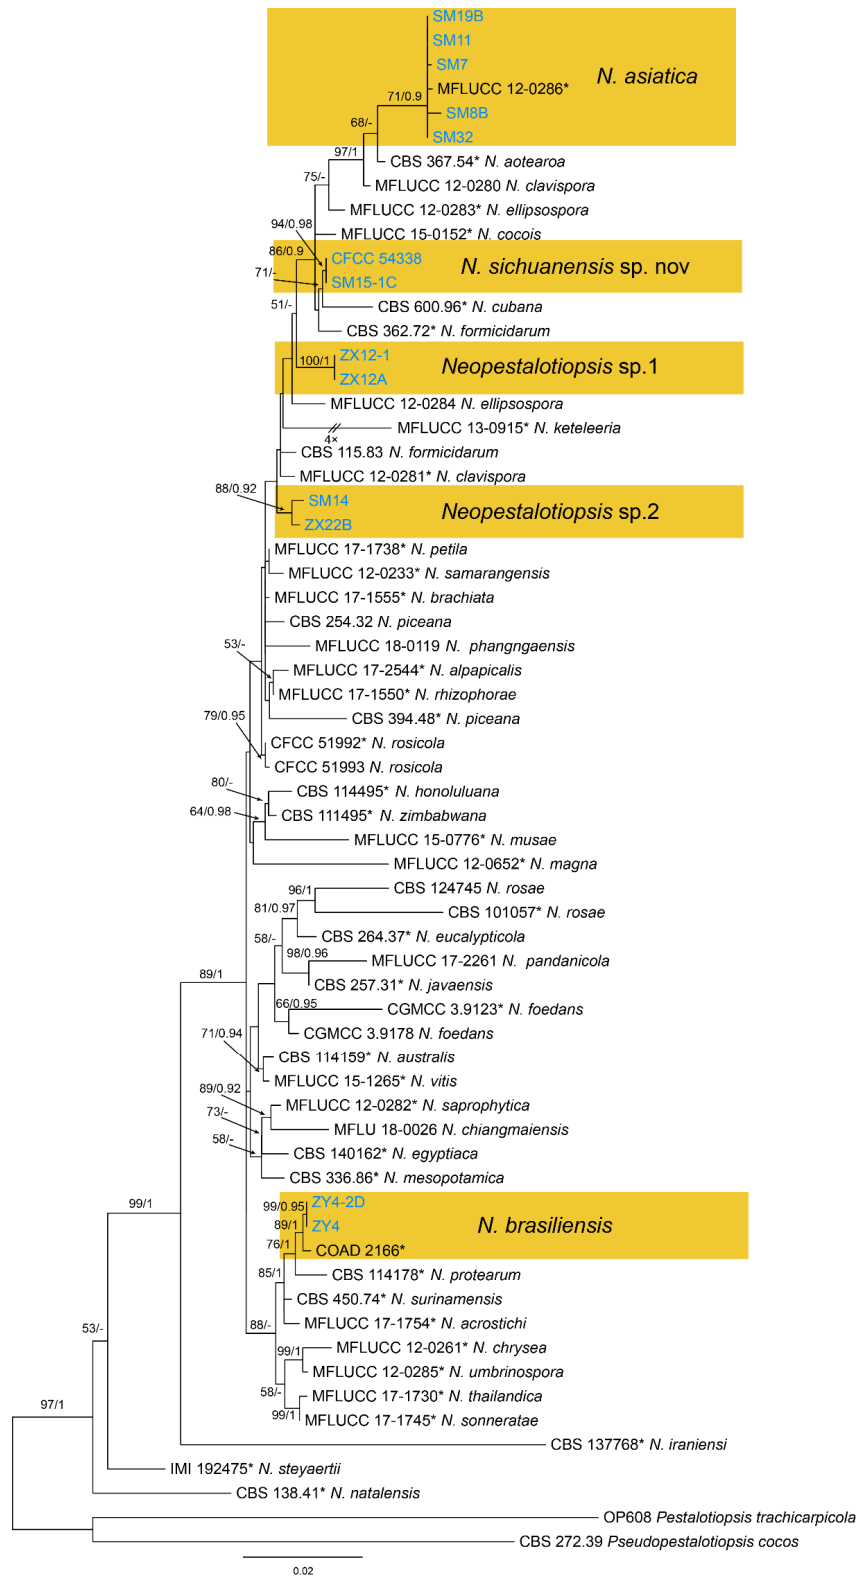 SM19B
SM11
SM7
N. asiatica
MFLUCC 12-0286*
71/0.9
SM8B
68/-
SM32
97/1
CBS 367.54* N. aotearoa
75/-
MFLUCC 12-0280 N. clavispora
MFLUCC 12-0283* N. ellipsospora
94/0.98
MFLUCC 15-0152* N. cocois
86/0.9
CFCC 54338
N. sichuanensis sp. nov
71/-
SM15-1C
51/-
CBS 600.96* N. cubana
CBS 362.72* N. formicidarum
ZX12-1
100/1
Neopestalotiopsis sp.1
ZX12A
MFLUCC 12-0284 N. ellipsospora
MFLUCC 13-0915* N. keteleeria
4×
CBS 115.83 N. formicidarum
MFLUCC 12-0281* N. clavispora
88/0.92
SM14
Neopestalotiopsis sp.2
ZX22B
MFLUCC 17-1738* N. petila
MFLUCC 12-0233* N. samarangensis
MFLUCC 17-1555* N. brachiata
CBS 254.32 N. piceana
53/-
MFLUCC 18-0119 N. phangngaensis
MFLUCC 17-2544* N. alpapicalis
MFLUCC 17-1550* N. rhizophorae
79/0.95
CBS 394.48* N. piceana
CFCC 51992* N. rosicola
CFCC 51993 N. rosicola
80/-
CBS 114495* N. honoluluana
64/0.98
CBS 111495* N. zimbabwana
MFLUCC 15-0776* N. musae
MFLUCC 12-0652* N. magna
96/1
CBS 124745 N. rosae
81/0.97
CBS 101057* N. rosae
58/-
CBS 264.37* N. eucalypticola
98/0.96
MFLUCC 17-2261 N. pandanicola
89/1
CBS 257.31* N. javaensis
66/0.95
CGMCC 3.9123* N. foedans
71/0.94
CGMCC 3.9178 N. foedans
CBS 114159* N. australis
MFLUCC 15-1265* N. vitis
89/0.92
MFLUCC 12-0282* N. saprophytica
73/-
MFLU 18-0026 N. chiangmaiensis
58/-
CBS 140162* N. egyptiaca
CBS 336.86* N. mesopotamica
99/1
99/0.95
ZY4-2D
89/1
ZY4
N. brasiliensis
76/1
COAD 2166*
85/1
CBS 114178* N. protearum
CBS 450.74* N. surinamensis
88/-
MFLUCC 17-1754* N. acrostichi
53/-
99/1
MFLUCC 12-0261* N. chrysea
MFLUCC 12-0285* N. umbrinospora
58/-
MFLUCC 17-1730* N. thailandica
97/1
99/1
MFLUCC 17-1745* N. sonneratae
CBS 137768* N. iraniensi
IMI 192475* N. steyaertii
CBS 138.41* N. natalensis
OP608 Pestalotiopsis trachicarpicola
CBS 272.39 Pseudopestalotiopsis cocos
0.02